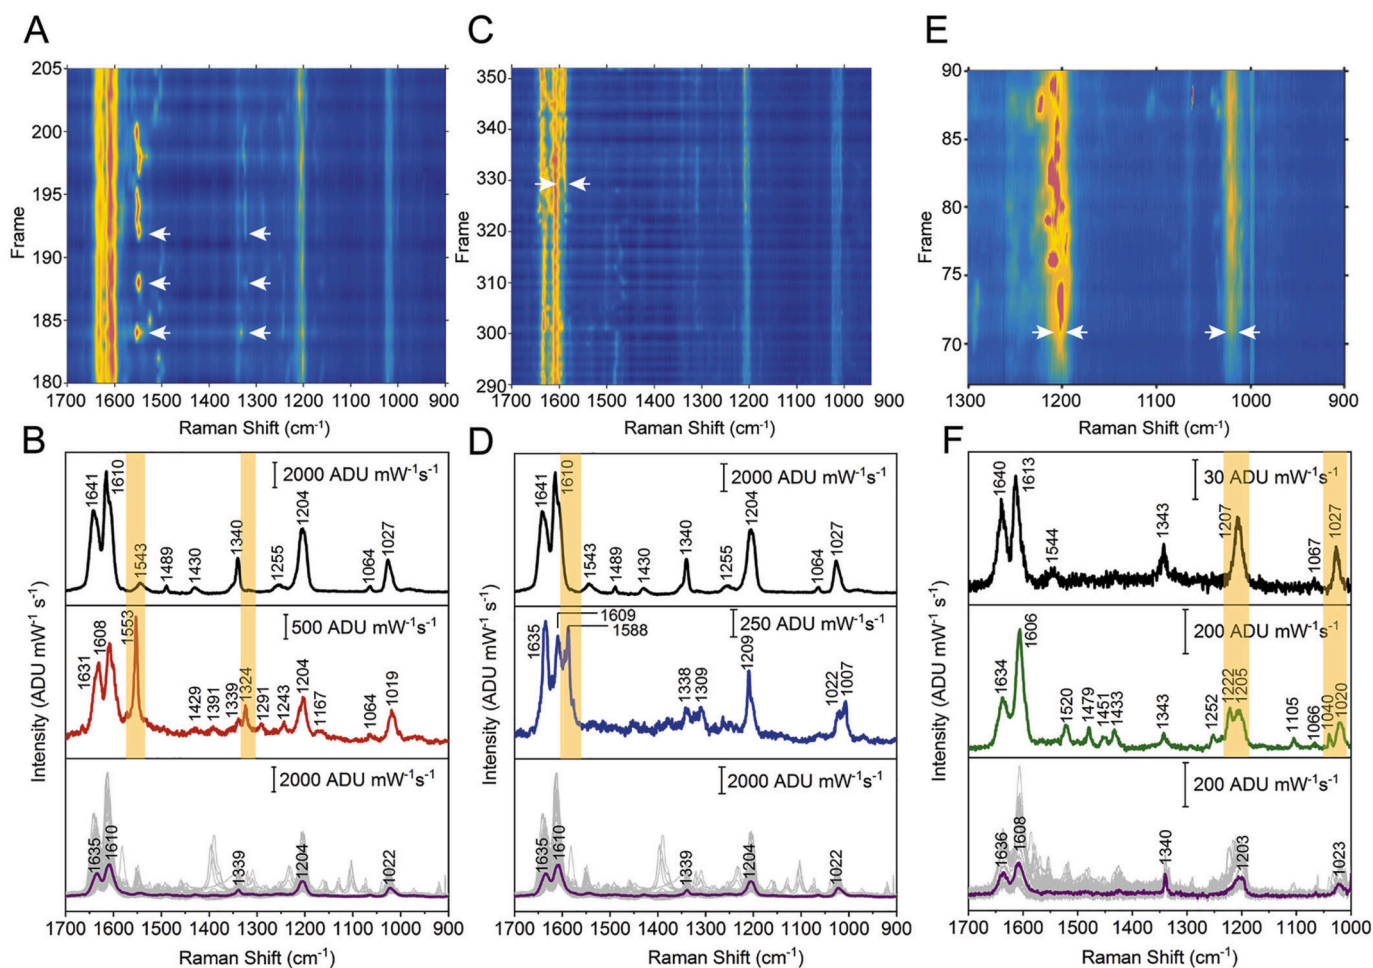 A
205
200
195
190
185
180
Frame
1700 1600 1500 1400 1300 1200 1100 1000 900
Raman Shift (cm-1)
C
350
340
330
320
310
300
290
Frame
1700 1600 1500 1400 1300 1200 1100 1000 900
Raman Shift (cm-1)
E
90
85
80
75
70
Frame
1300 1200 1100 1000 900
Raman Shift (cm-1)
B
Intensity (ADU mW-1 s-1)
2000 ADU mW-1s-1
1641 1610 1543 1489 1430 1340 1255 1204 1064 1027
500 ADU mW-1s-1
1631 1608 1553 1429 1391 1339 1324 1291 1243 1204 1167 1064 1019
2000 ADU mW-1s-1
1635 1610 1339 1204 1022
1700 1600 1500 1400 1300 1200 1100 1000 900
Raman Shift (cm-1)
D
2000 ADU mW-1s-1
1641 1610 1543 1489 1430 1340 1255 1204 1064 1027
250 ADU mW-1s-1
1635 1609 1588 1338 1309 1209 1022 1007
2000 ADU mW-1s-1
1635 1610 1339 1204 1022
1700 1600 1500 1400 1300 1200 1100 1000 900
Raman Shift (cm-1)
F
Intensity (ADU mW-1 s-1)
30 ADU mW-1s-1
1640 1613 1544 1343 1207 1067 1027
200 ADU mW-1s-1
1634 1606 1520 1479 1451 1433 1343 1252 1222 1205 1105 1066 1040 1020
200 ADU mW-1s-1
1636 1608 1340 1203 1023
1700 1600 1500 1400 1300 1200 1100 1000
Raman Shift (cm-1)